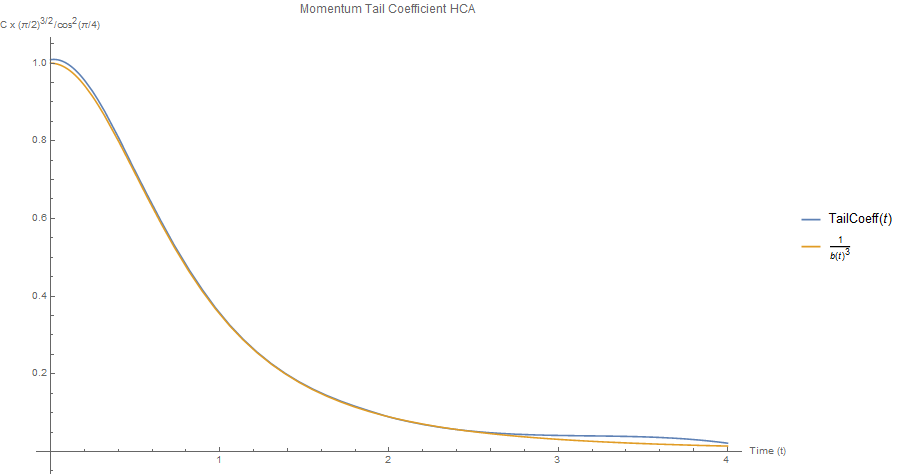 Momentum Tail Coefficient HCA
C x (π/2)^3/2/cos^2(π/4)
1.0
0.8
0.6
0.4
0.2
1
2
3
4
Time (t)
TailCoeff(t)
1
b(t)^3